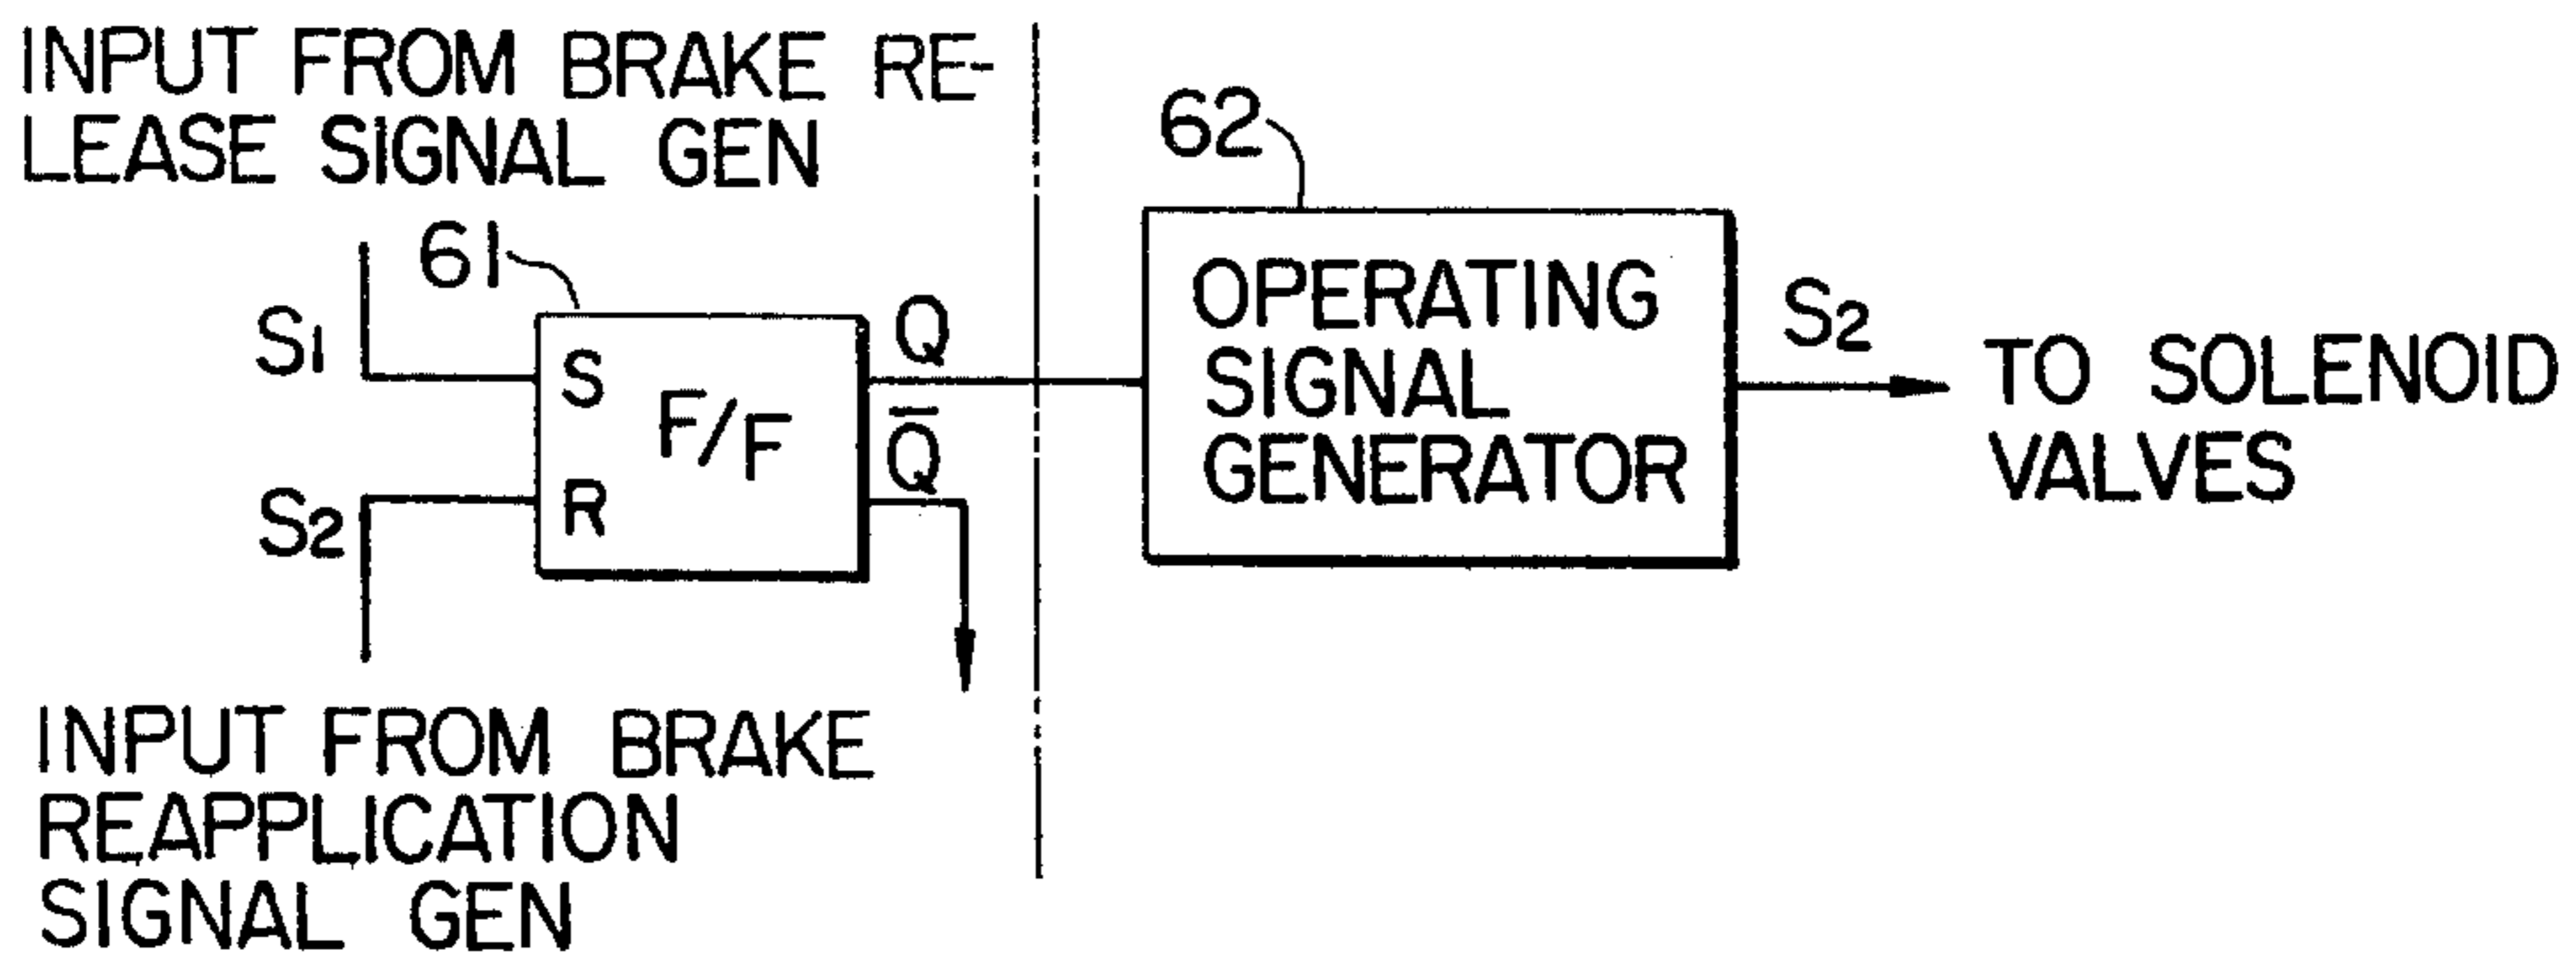 INPUT FROM BRAKE RE-
LEASE SIGNAL GEN
62
61
S1
S
F/F
Q
OPERATING
SIGNAL
GENERATOR
S2
TO SOLENOID
VALVES
Q̅
S2
R
INPUT FROM BRAKE
REAPPLICATION
SIGNAL GEN